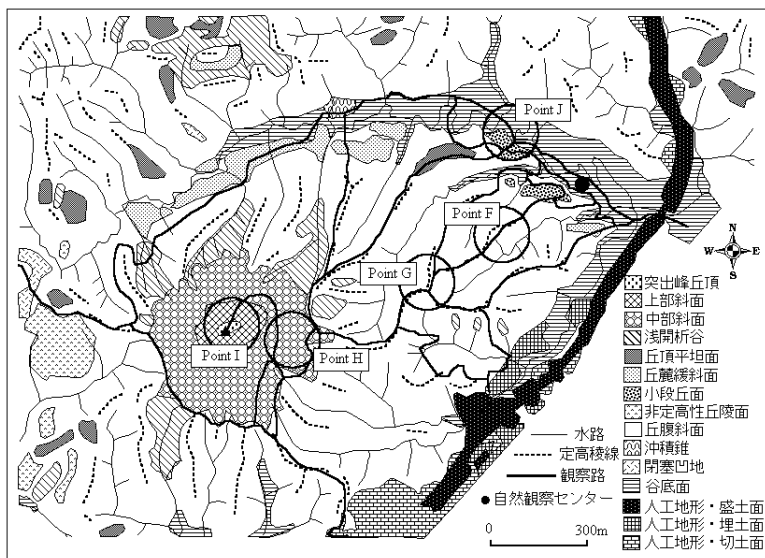 Point J
Point F
Point G
Point I
Point H
N
W E
S
突出峰丘頂
上部斜面
中部斜面
浅開析谷
丘頂平坦面
丘麓緩斜面
小段丘面
非定高性丘陵面
丘腹斜面
沖積錐
閉塞凹地
谷底面
人工地形・盛土面
人工地形・埋土面
人工地形・切土面
水路
定高稜線
観察路
自然観察センター
0 300m